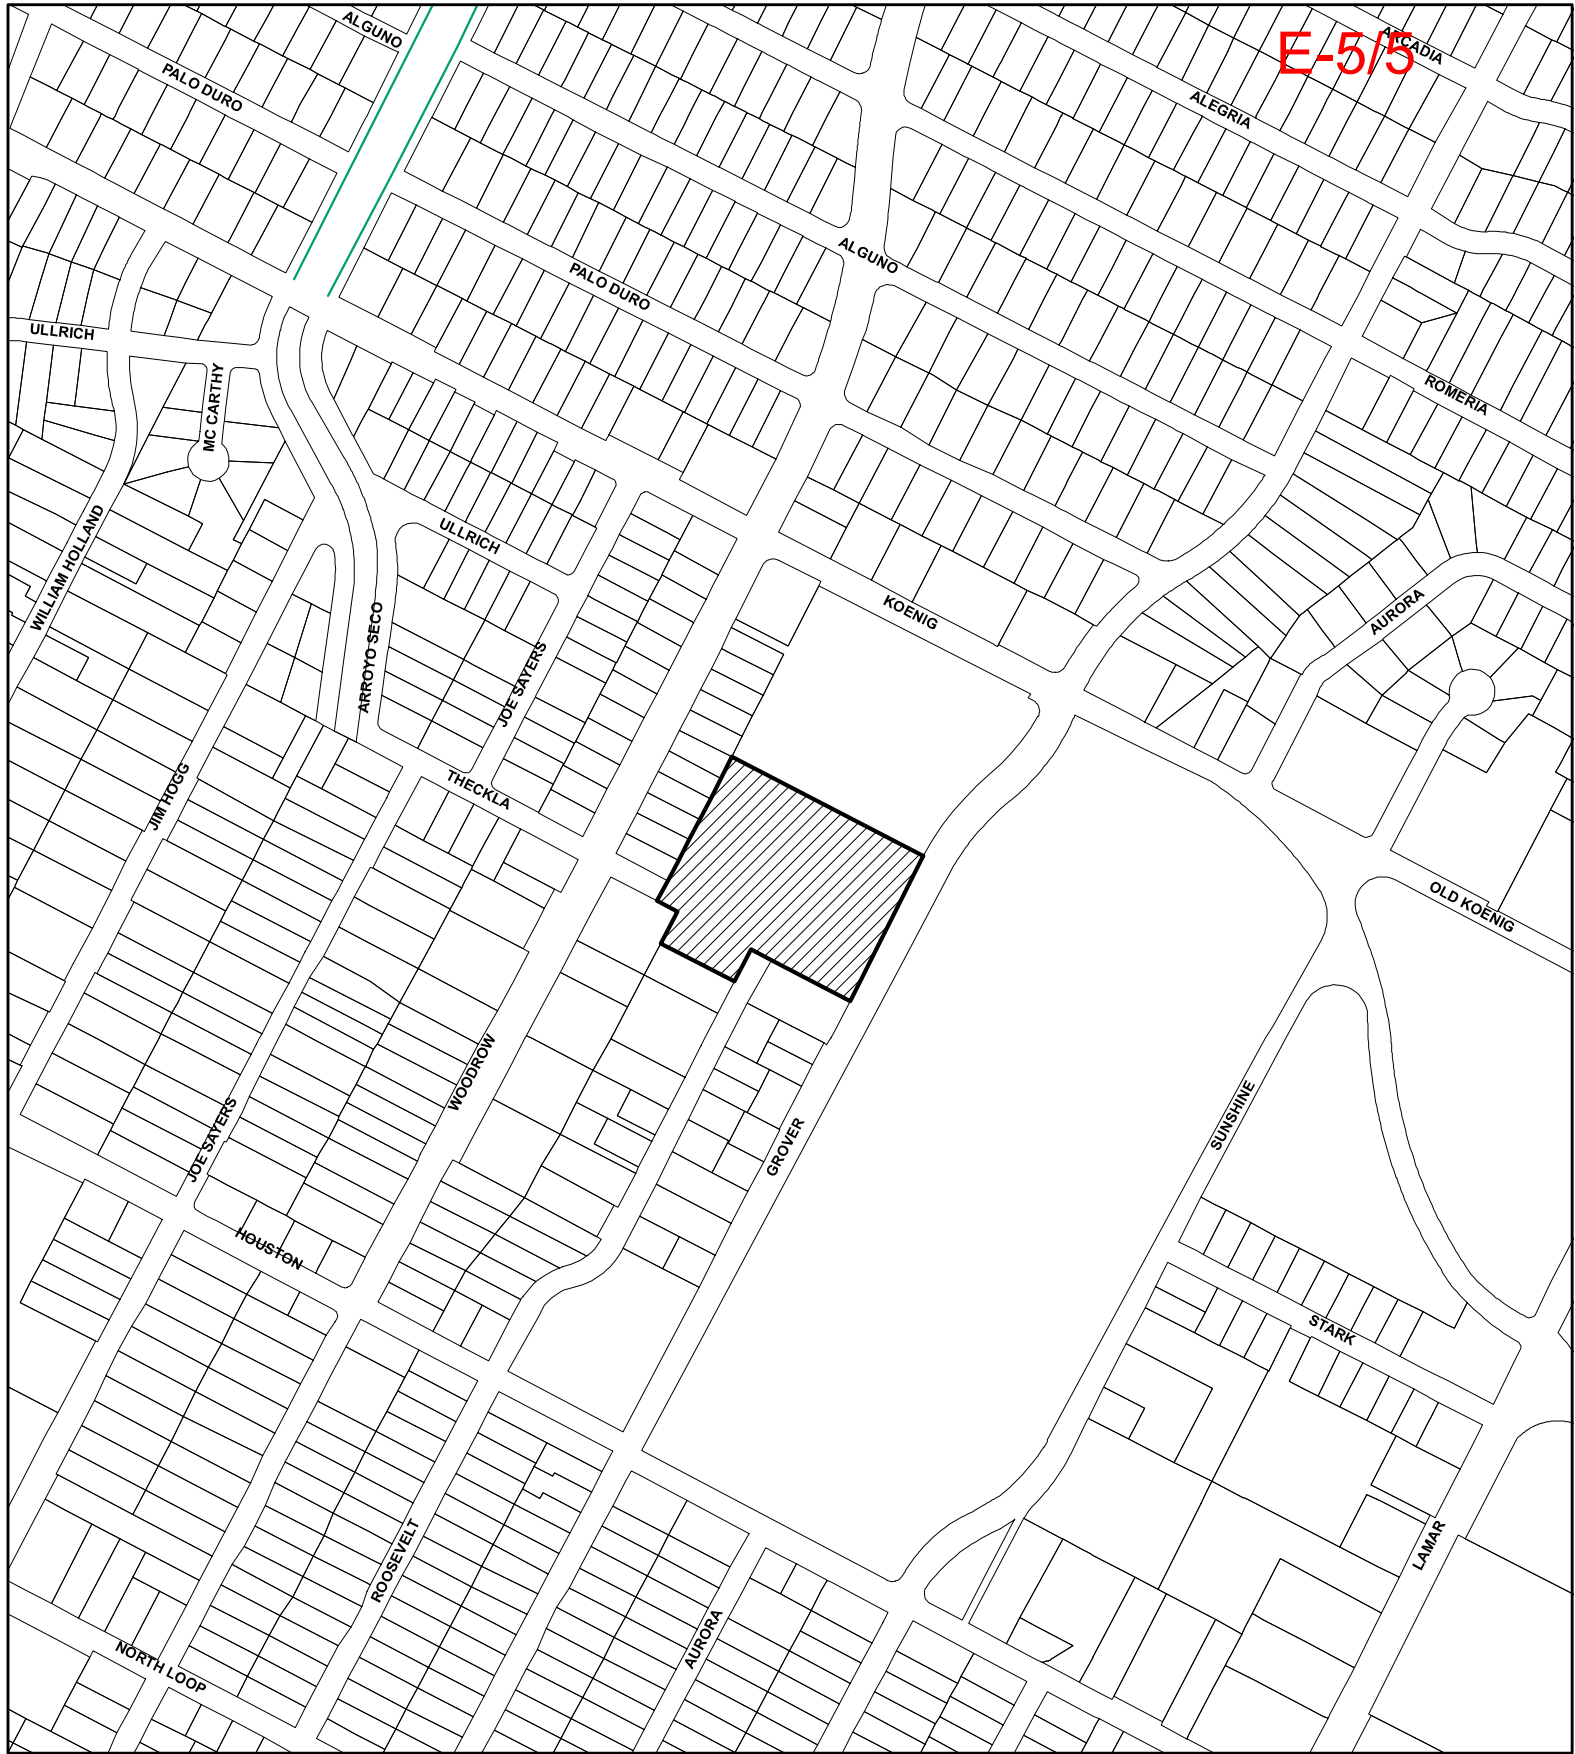 ALGUNO
E-5/5
ARCADIA
PALO DURO
ALEGRIA
ALGUNO
PALO DURO
ULLRICH
MC CARTHY
ROMERIA
ULLRICH
WILLIAM HOLLAND
KOENIG
AURORA
ARROYO SECO
JOE SAYERS
JIM HOGG
THECKLA
OLD KOENIG
WOODROW
JOE SAYERS
GROVER
SUNSHINE
HOUSTON
STARK
ROOSEVELT
LAMAR
AURORA
NORTH LOOP